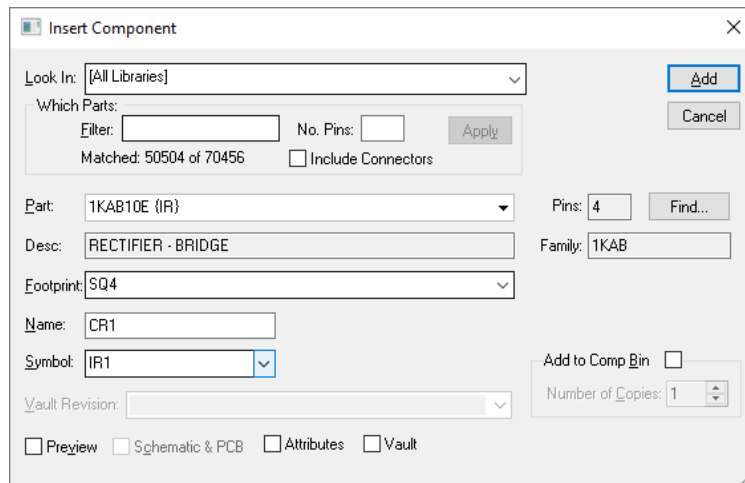 Insert Component
Look In: [All Libraries]
Add
Which Parts:
Cancel
Filter: No. Pins: Apply
Matched: 50504 of 70456 Include Connectors
Part: 1KAB10E {IR} Pins: 4 Find...
Desc: RECTIFIER - BRIDGE Family: 1KAB
Footprint: SQ4
Name: CR1
Symbol: IR1 Add to Comp Bin
Vault Revision: Number of Copies: 1
Preview Schematic & PCB Attributes Vault